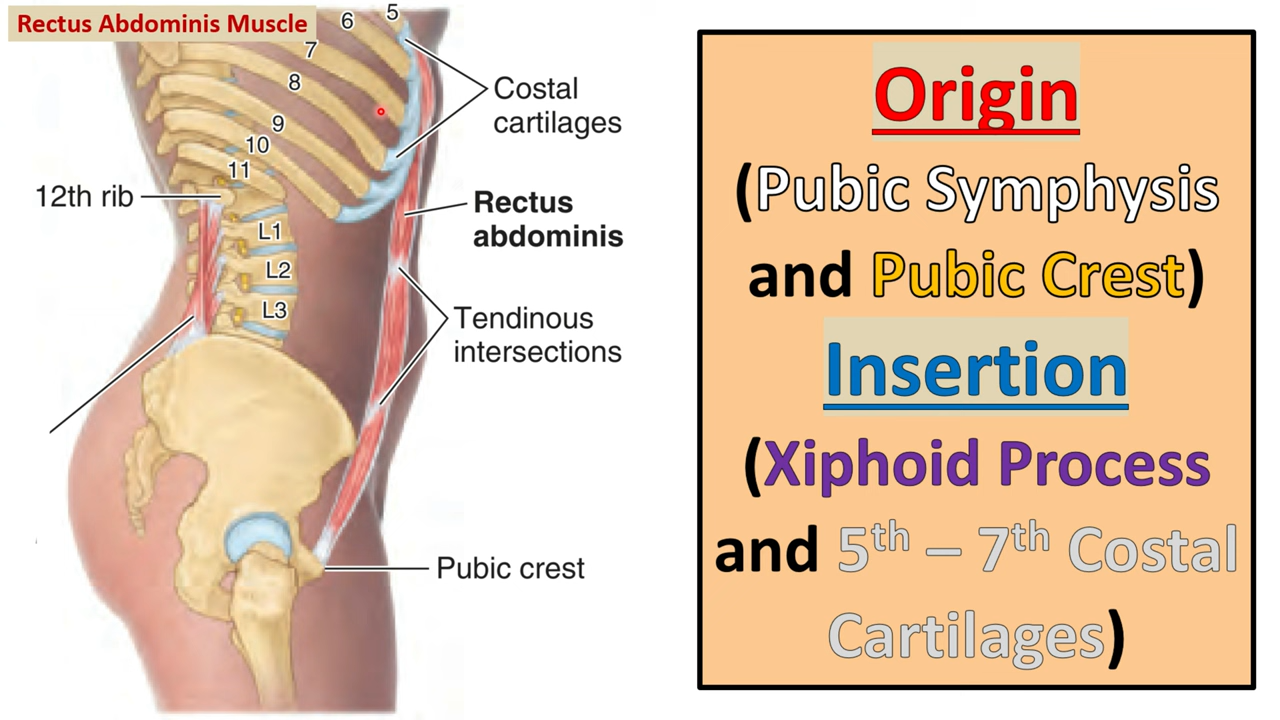 Rectus Abdominis Muscle
5
6
7
8
9
10
11
Costal
cartilages
12th rib
Rectus
abdominis
L1
L2
L3
Tendinous
intersections
Pubic crest
Origin
(Pubic Symphysis
and Pubic Crest)
Insertion
(Xiphoid Process
and 5th – 7th Costal
Cartilages)